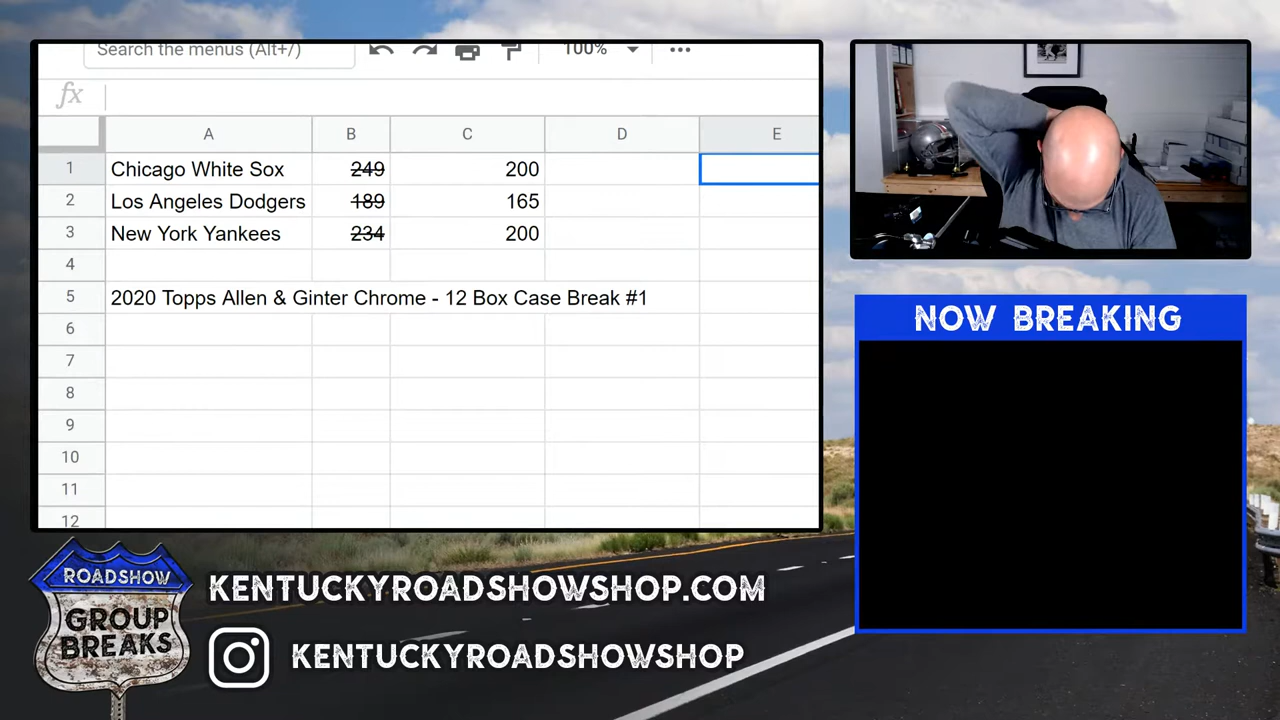 Search the menus (Alt+/)
100%
fx
A B C D E
1 Chicago White Sox 249 200
2 Los Angeles Dodgers 189 165
3 New York Yankees 234 200
4
5 2020 Topps Allen & Ginter Chrome - 12 Box Case Break #1
6
7
8
9
10
11
12
NOW BREAKING
ROADSHOW
GROUP
BREAKS
KENTUCKYROADSHOWSHOP.COM
KENTUCKYROADSHOWSHOP